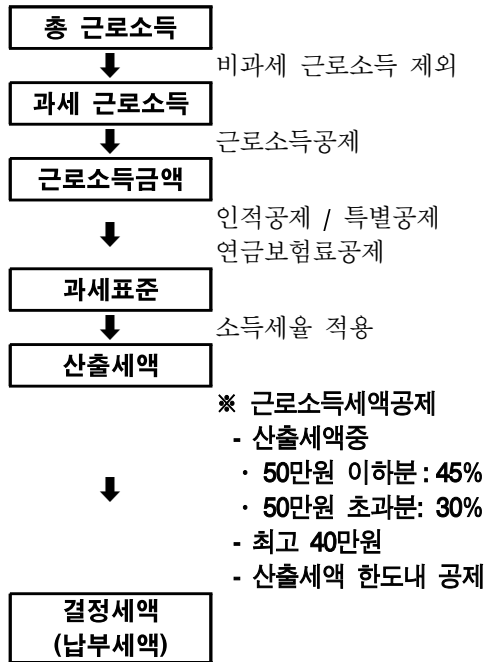 총 근로소득
비과세 근로소득 제외
과세 근로소득
근로소득공제
근로소득금액
인적공제 / 특별공제
연금보험료공제
과세표준
소득세율 적용
산출세액
※ 근로소득세액공제
- 산출세액중
· 50만원 이하분 : 45%
· 50만원 초과분: 30%
- 최고 40만원
- 산출세액 한도내 공제
결정세액
(납부세액)